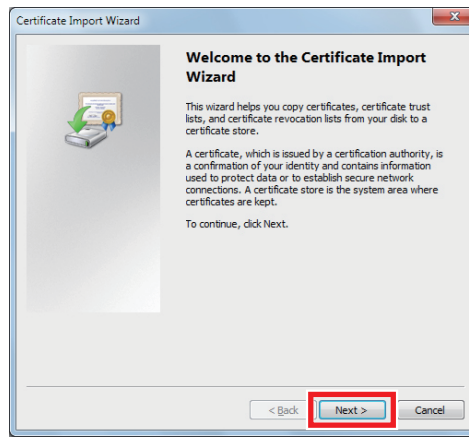 Certificate Import Wizard
Welcome to the Certificate Import
Wizard
This wizard helps you copy certificates, certificate trust
lists, and certificate revocation lists from your disk to a
certificate store.
A certificate, which is issued by a certification authority, is
a confirmation of your identity and contains information
used to protect data or to establish secure network
connections. A certificate store is the system area where
certificates are kept.
To continue, click Next.
< Back Next > Cancel